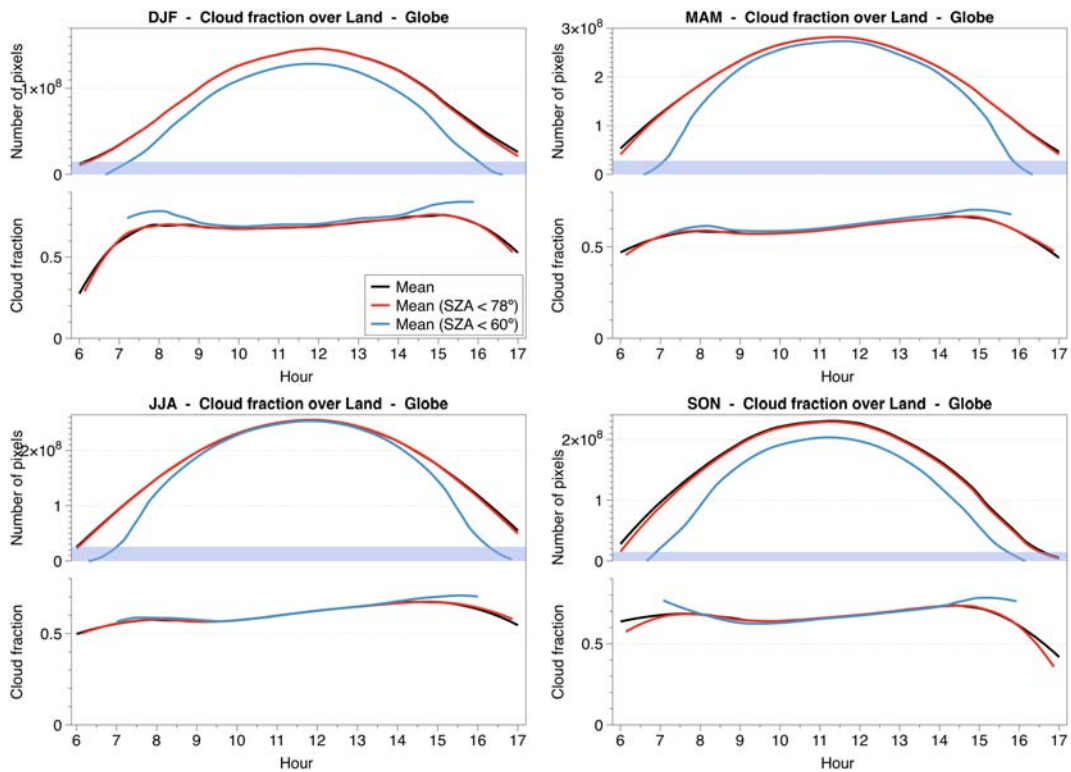 DJF - Cloud fraction over Land - Globe
Number of pixels
1×10⁸
0
Cloud fraction
0.5
0
Mean
Mean (SZA < 78º)
Mean (SZA < 60º)
6 7 8 9 10 11 12 13 14 15 16 17
Hour
MAM - Cloud fraction over Land - Globe
Number of pixels
3×10⁸
2
1
0
Cloud fraction
0.5
0
6 7 8 9 10 11 12 13 14 15 16 17
Hour
JJA - Cloud fraction over Land - Globe
Number of pixels
2×10⁸
1
0
Cloud fraction
0.5
0
6 7 8 9 10 11 12 13 14 15 16 17
Hour
SON - Cloud fraction over Land - Globe
Number of pixels
2×10⁸
1
0
Cloud fraction
0.5
0
6 7 8 9 10 11 12 13 14 15 16 17
Hour